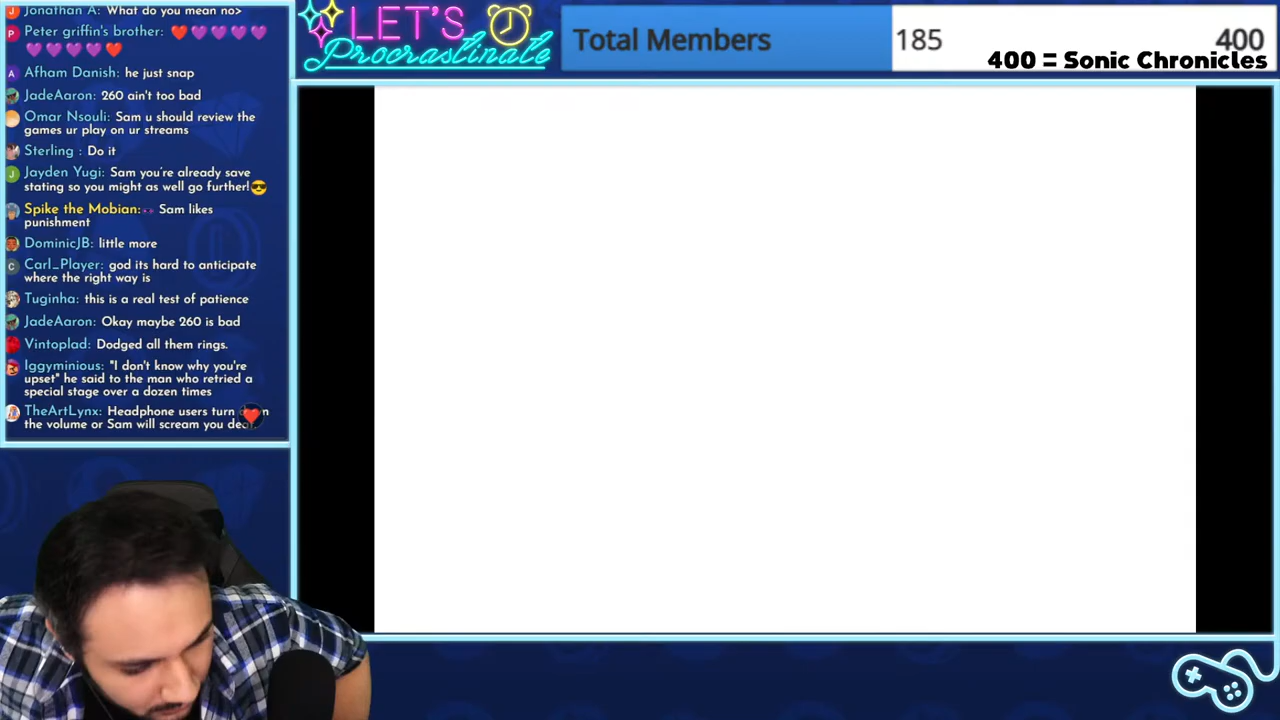 Jonathan A: What do you mean no>
Peter griffin's brother: ❤️💜💜💜💜
💜💜💜💜❤️
Afham Danish: he just snap
JadeAaron: 260 ain't too bad
Omar Nsouli: Sam u should review the
games ur play on ur streams
Sterling : Do it
Jayden Yugi: Sam you're already save
stating so you might as well go further!😎
Spike the Mobian: Sam likes
punishment
DominicJB: little more
Carl_Player: god its hard to anticipate
where the right way is
Tuginha: this is a real test of patience
JadeAaron: Okay maybe 260 is bad
Vintoplad: Dodged all them rings.
Iggyminious: "I don't know why you're
upset" he said to the man who retried a
special stage over a dozen times
TheArtLynx: Headphone users turn
the volume or Sam will scream you
LET'S
Procrastinate
Total Members 185 400
400 = Sonic Chronicles